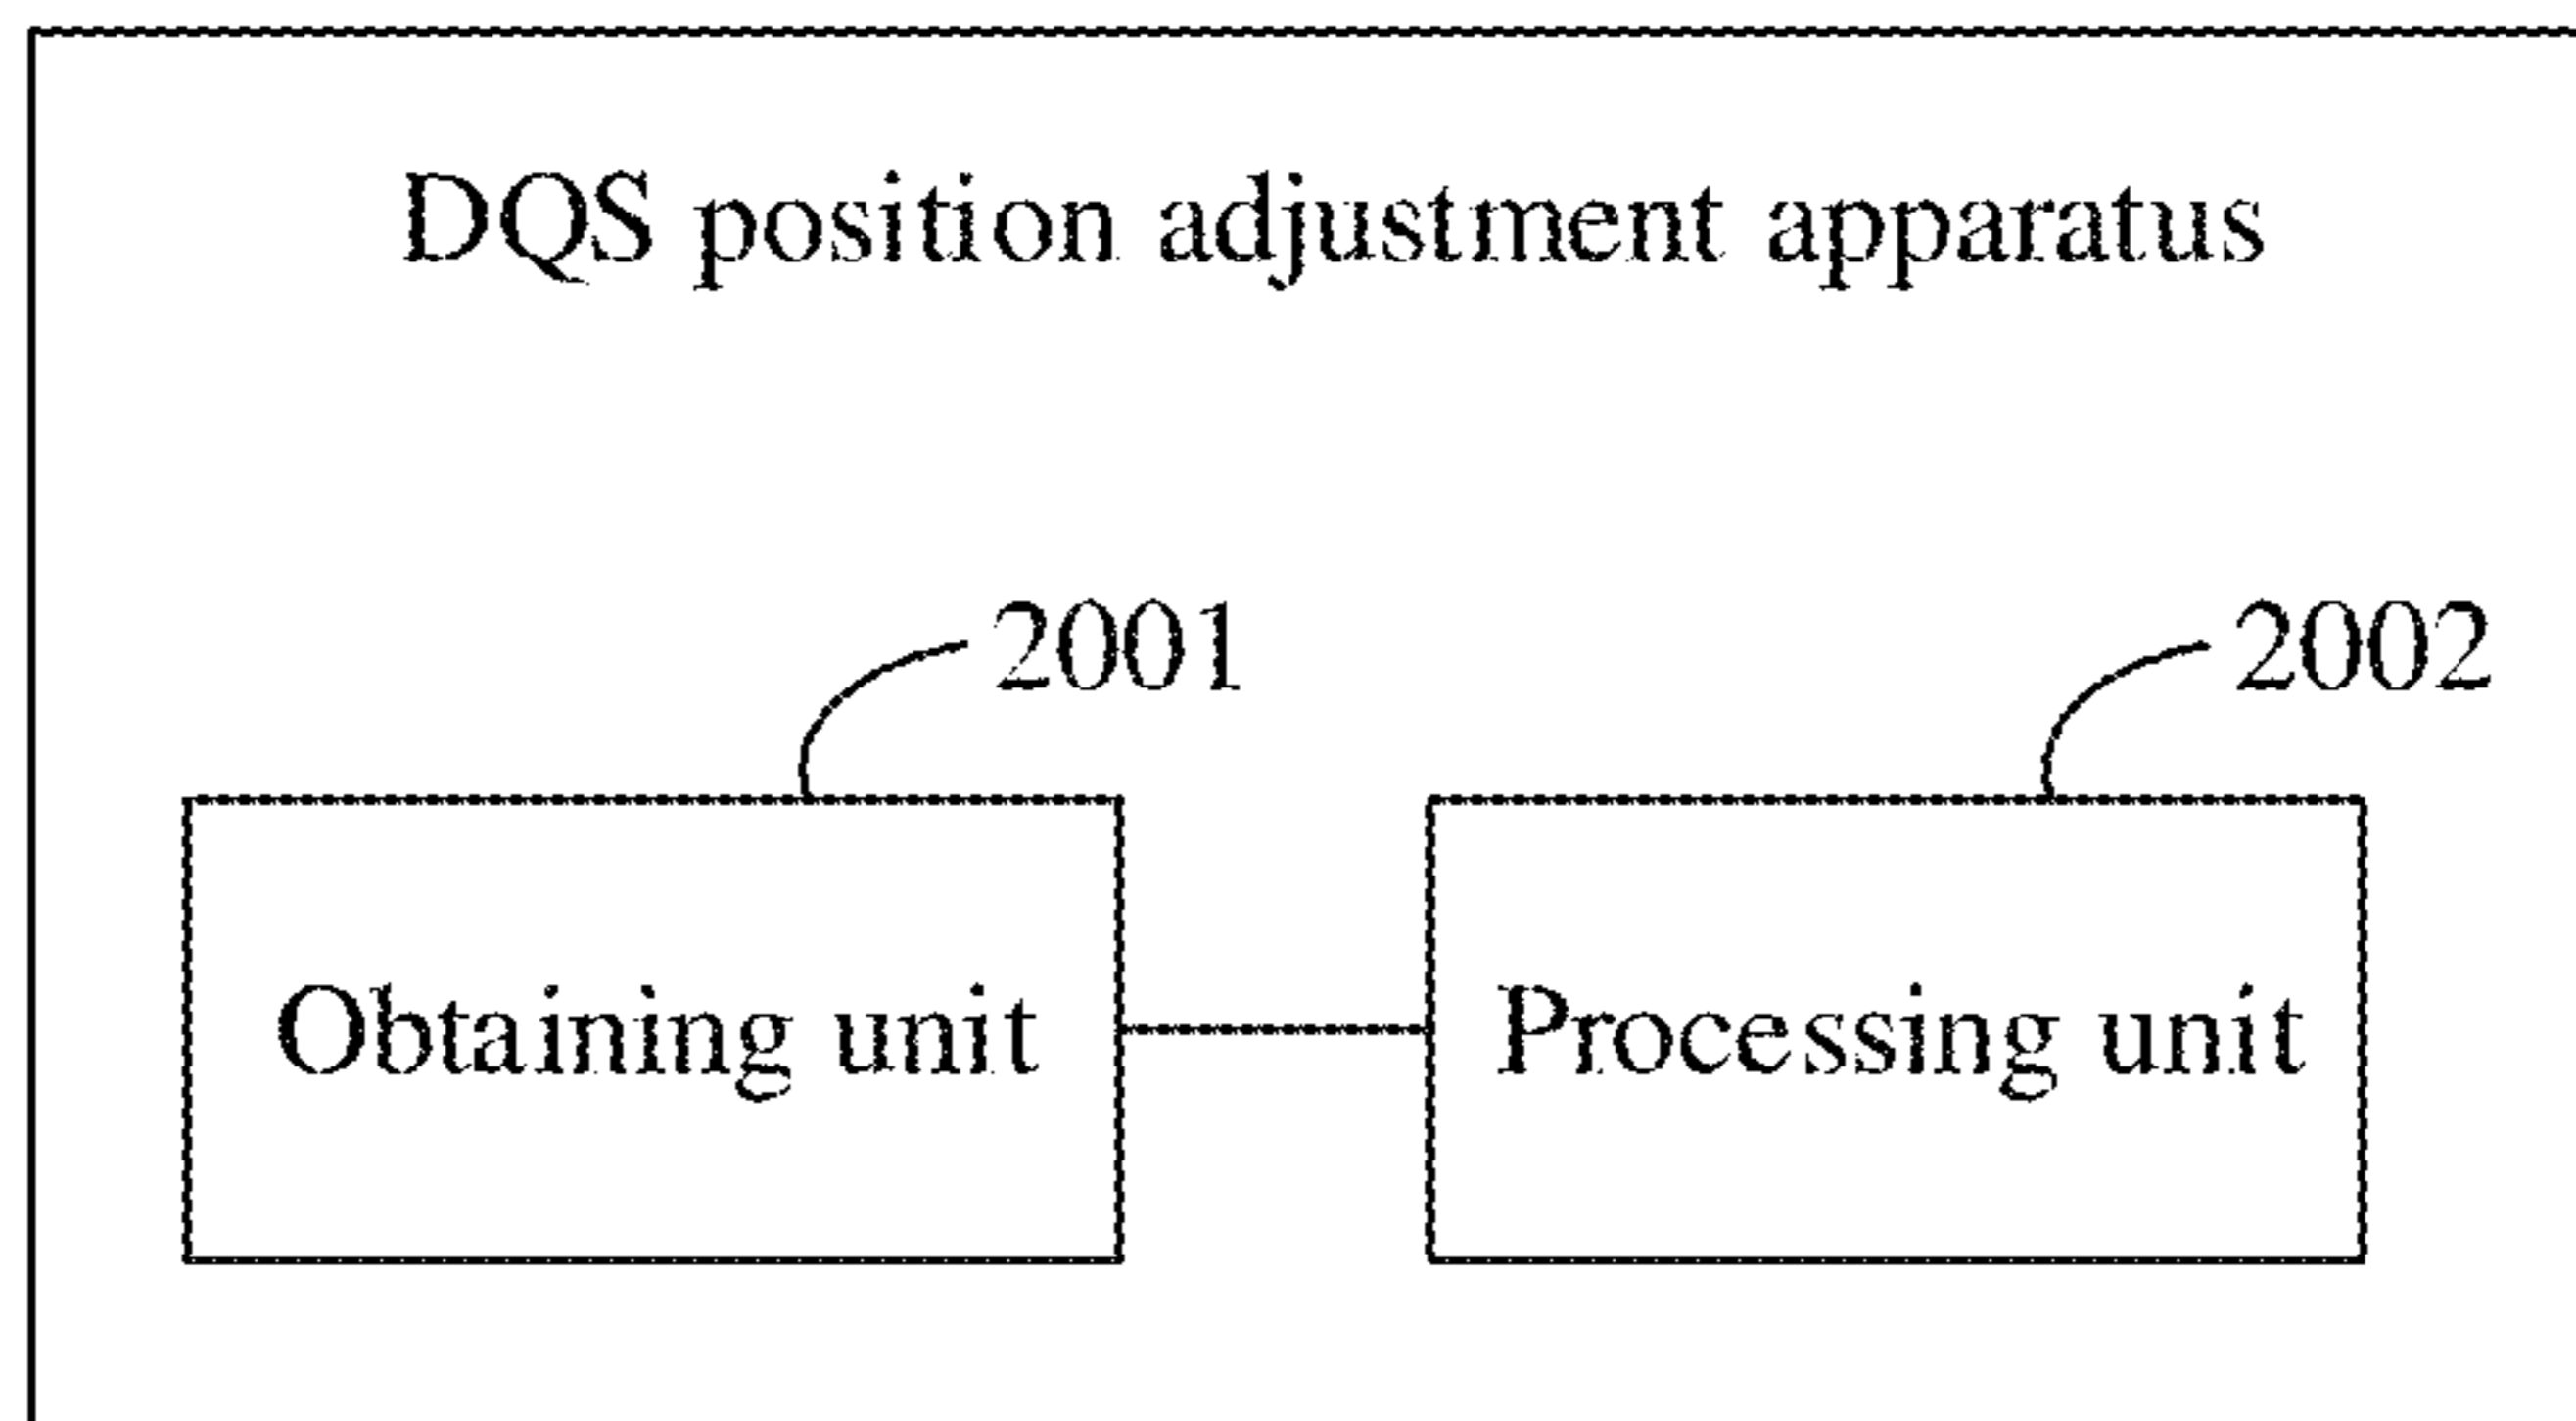 DQS position adjustment apparatus
2001
2002
Obtaining unit
Processing unit